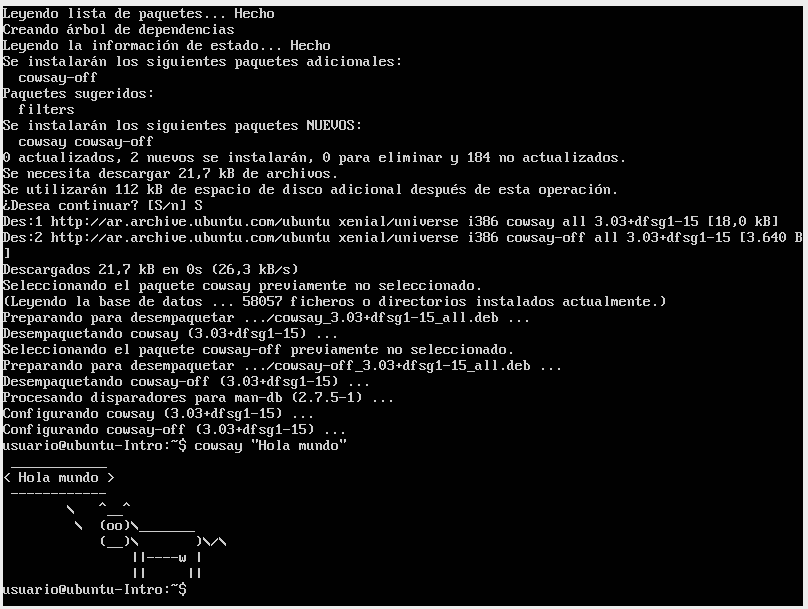 Leyendo lista de paquetes... Hecho
Creando árbol de dependencias
Leyendo la información de estado... Hecho
Se instalarán los siguientes paquetes adicionales:
  cowsay-off
Paquetes sugeridos:
  filters
Se instalarán los siguientes paquetes NUEVOS:
  cowsay cowsay-off
0 actualizados, 2 nuevos se instalarán, 0 para eliminar y 184 no actualizados.
Se necesita descargar 21,7 kB de archivos.
Se utilizarán 112 kB de espacio de disco adicional después de esta operación.
¿Desea continuar? [S/n] S
Des:1 http://ar.archive.ubuntu.com/ubuntu xenial/universe i386 cowsay all 3.03+dfsg1-15 [18,0 kB]
Des:2 http://ar.archive.ubuntu.com/ubuntu xenial/universe i386 cowsay-off all 3.03+dfsg1-15 [3.640 B
]
Descargados 21,7 kB en 0s (26,3 kB/s)
Seleccionando el paquete cowsay previamente no seleccionado.
(Leyendo la base de datos ... 58057 ficheros o directorios instalados actualmente.)
Preparando para desempaquetar .../cowsay_3.03+dfsg1-15_all.deb ...
Desempaquetando cowsay (3.03+dfsg1-15) ...
Seleccionando el paquete cowsay-off previamente no seleccionado.
Preparando para desempaquetar .../cowsay-off_3.03+dfsg1-15_all.deb ...
Desempaquetando cowsay-off (3.03+dfsg1-15) ...
Procesando disparadores para man-db (2.7.5-1) ...
Configurando cowsay (3.03+dfsg1-15) ...
Configurando cowsay-off (3.03+dfsg1-15) ...
usuario@ubuntu-Intro:~$ cowsay "Hola mundo"
 ____________
< Hola mundo >
 ------------
        \   ^__^
         \  (oo)\_______
            (__)\       )\/\
                ||----w |
                ||     ||
usuario@ubuntu-Intro:~$